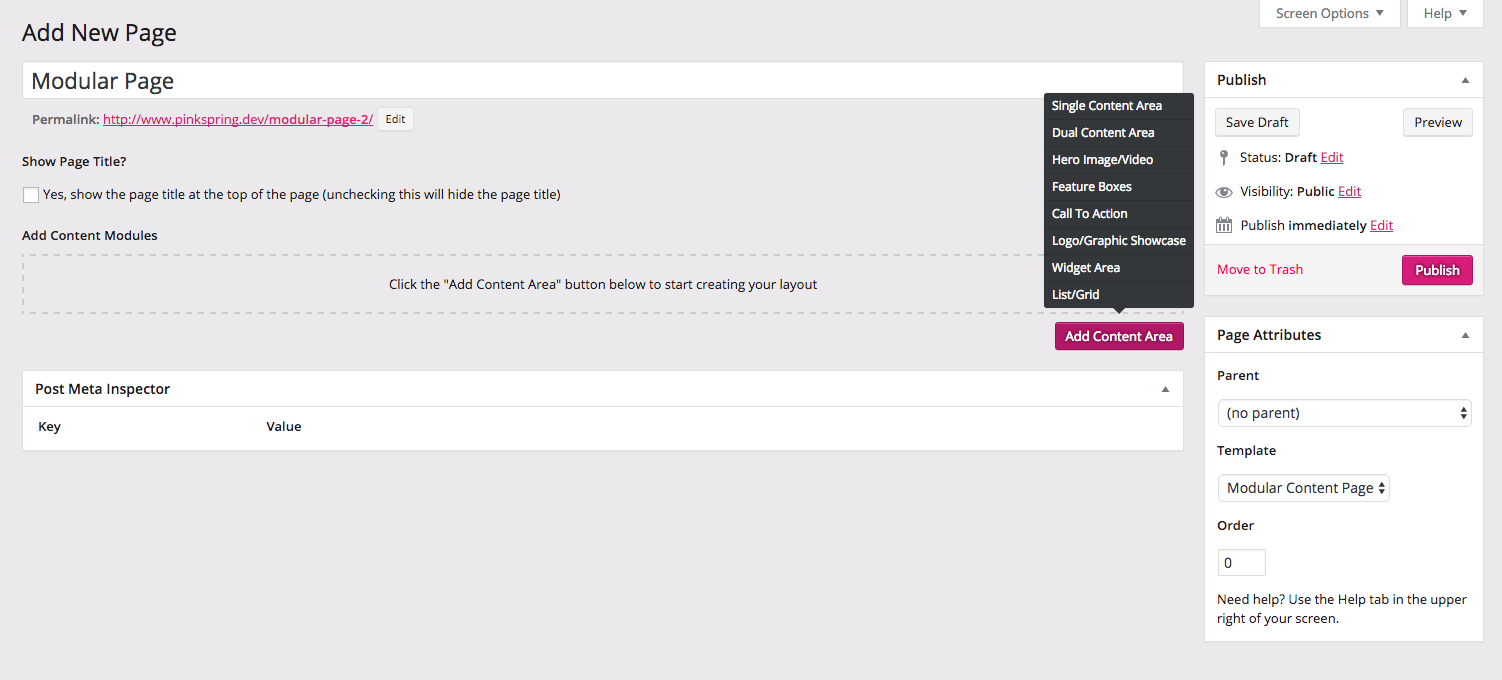 Screen Options
Help
Add New Page
Modular Page
Permalink: http://www.pinkspring.dev/modular-page-2/ Edit
Show Page Title?
Yes, show the page title at the top of the page (unchecking this will hide the page title)
Add Content Modules
Click the "Add Content Area" button below to start creating your layout
Single Content Area
Dual Content Area
Hero Image/Video
Feature Boxes
Call To Action
Logo/Graphic Showcase
Widget Area
List/Grid
Add Content Area
Post Meta Inspector
Key Value
Publish
Save Draft Preview
Status: Draft Edit
Visibility: Public Edit
Publish immediately Edit
Move to Trash Publish
Page Attributes
Parent
(no parent)
Template
Modular Content Page
Order
0
Need help? Use the Help tab in the upper
right of your screen.